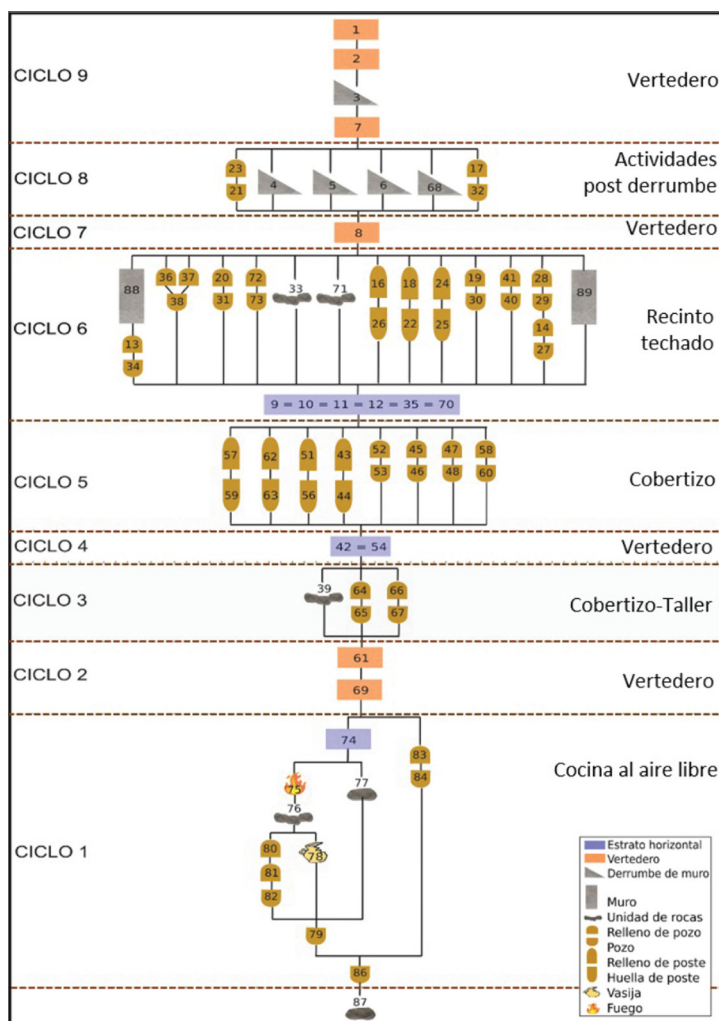 1
2
CICLO 9
Vertedero
3
7
23
17
Actividades
CICLO 8
4
5
6
68
21
32
post derrumbe
CICLO 7
8
Vertedero
36
37
20
72
33
71
16
18
24
19
41
28
88
89
38
31
73
30
40
29
CICLO 6
26
22
25
14
Recinto
13
27
techado
34
9 = 10 = 11 = 12 = 35 = 70
57
62
51
43
52
45
47
58
53
46
48
60
CICLO 5
59
63
56
44
Cobertizo
CICLO 4
42 = 54
Vertedero
39
64
66
CICLO 3
65
67
Cobertizo-Taller
61
CICLO 2
69
Vertedero
74
83
84
75
77
Cocina al aire libre
76
80
78
CICLO 1
81
82
79
86
87
Estrato horizontal
Vertedero
Derrumbe de muro
Muro
Unidad de rocas
Relleno de pozo
Pozo
Relleno de poste
Huella de poste
Vasija
Fuego